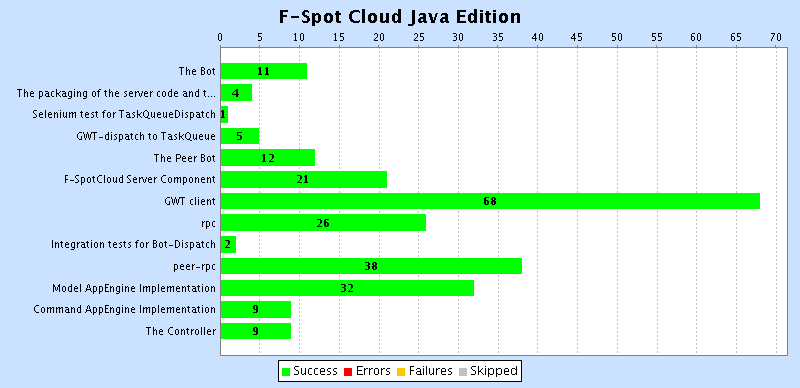 F-Spot Cloud Java Edition
0 5 10 15 20 25 30 35 40 45 50 55 60 65 70
The Bot 11
The packaging of the server code and t... 4
Selenium test for TaskQueueDispatch 1
GWT-dispatch to TaskQueue 5
The Peer Bot 12
F-SpotCloud Server Component 21
GWT client 68
rpc 26
Integration tests for Bot-Dispatch 2
peer-rpc 38
Model AppEngine Implementation 32
Command AppEngine Implementation 9
The Controller 9
Success Errors Failures Skipped